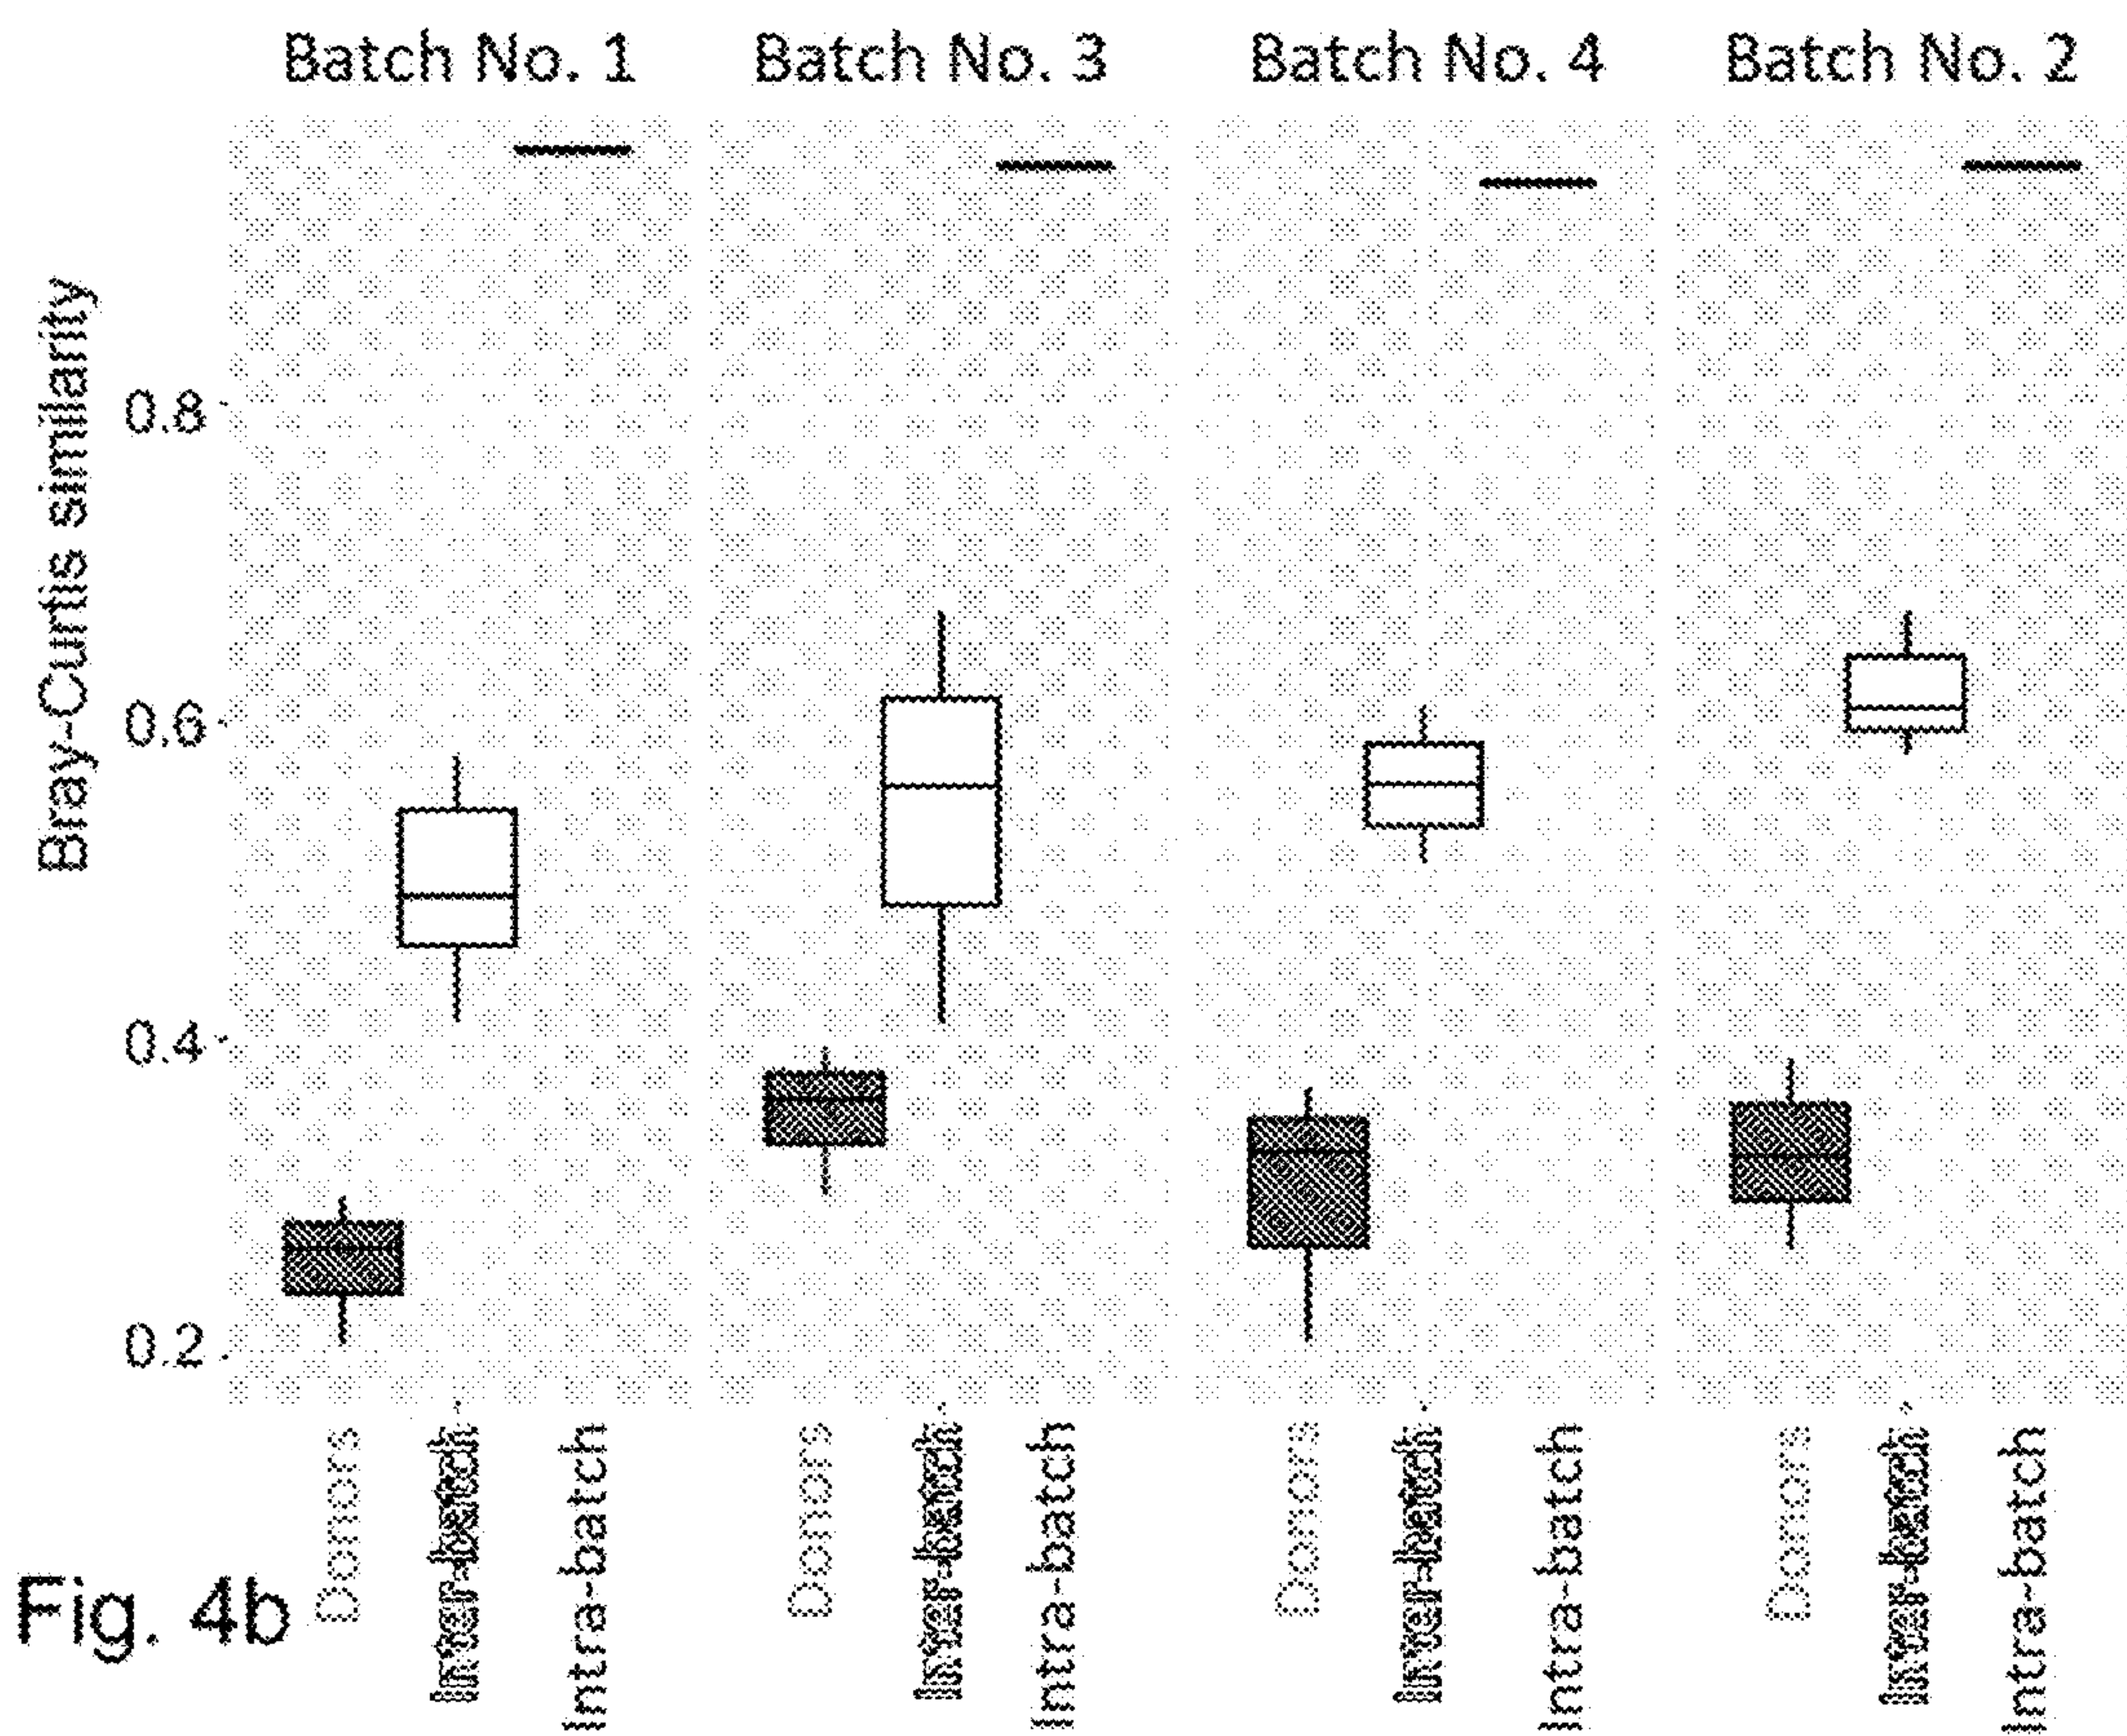 Batch No. 1 Batch No. 3 Batch No. 4 Batch No. 2
Bray-Curtis similarity
0.8
0.6
0.4
0.2
Donors
Inter-batch
Intra-batch
Donors
Inter-batch
Intra-batch
Donors
Inter-batch
Intra-batch
Donors
Inter-batch
Intra-batch
Fig. 4b